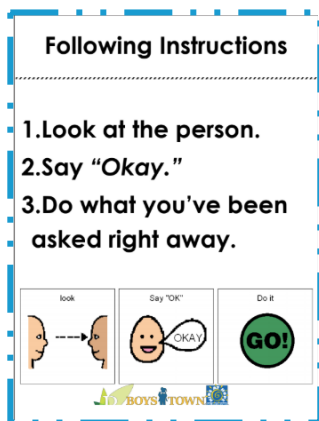 Following Instructions
1.Look at the person.
2.Say “Okay.”
3.Do what you’ve been
asked right away.
look
Say "OK"
Do it
OKAY
GO!
BOYS TOWN